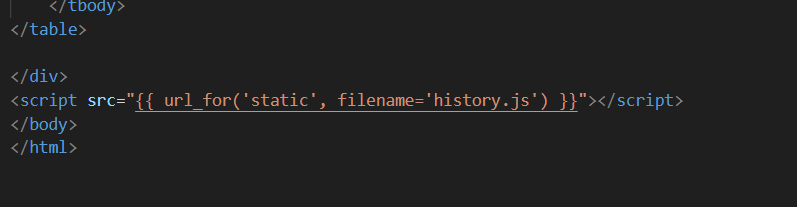 </tbody>
</table>
</div>
<script src="{{ url_for('static', filename='history.js') }}"></script>
</body>
</html>